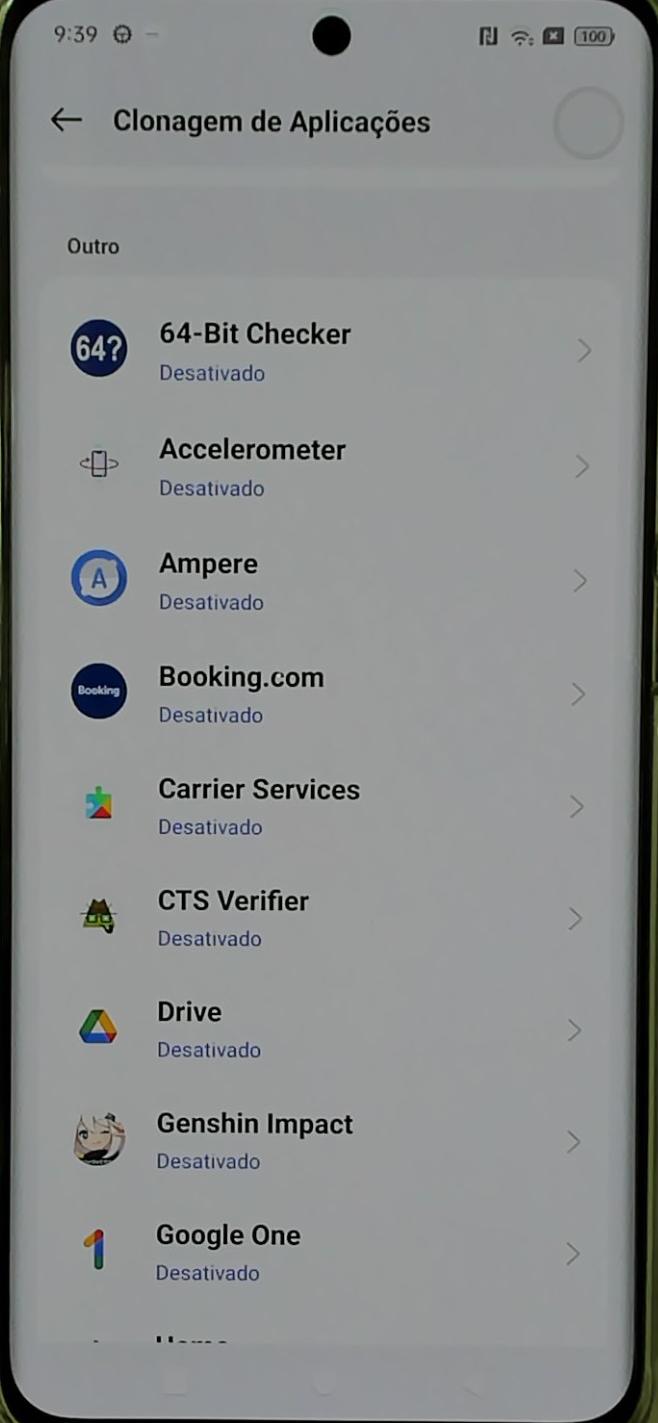 9:39
100
Clonagem de Aplicações
Outro
64?
64-Bit Checker
Desativado
Accelerometer
Desativado
A
Ampere
Desativado
Booking
Booking.com
Desativado
Carrier Services
Desativado
CTS Verifier
Desativado
Drive
Desativado
Genshin Impact
Desativado
Google One
Desativado